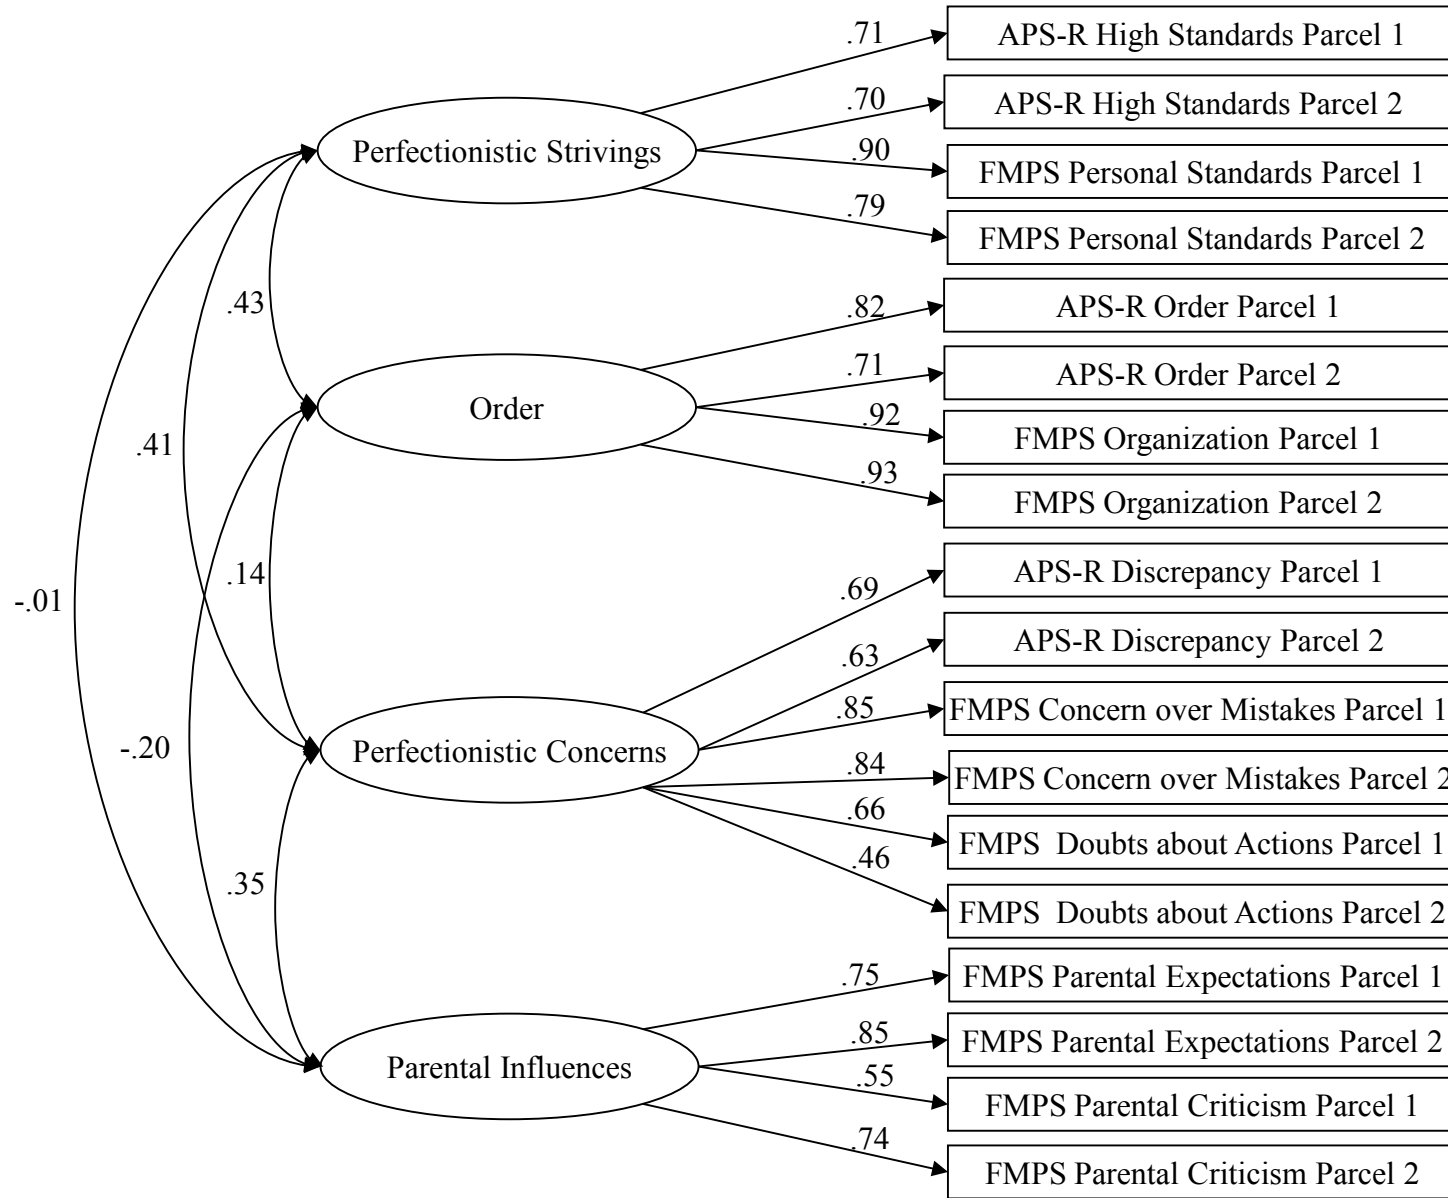 .71
APS-R High Standards Parcel 1
.70
APS-R High Standards Parcel 2
Perfectionistic Strivings
.90
FMPS Personal Standards Parcel 1
.79
FMPS Personal Standards Parcel 2
.43
.82
APS-R Order Parcel 1
.71
APS-R Order Parcel 2
Order
.92
FMPS Organization Parcel 1
.41
.93
FMPS Organization Parcel 2
.14
-.01
.69
APS-R Discrepancy Parcel 1
.63
APS-R Discrepancy Parcel 2
.85
FMPS Concern over Mistakes Parcel 1
-.20
Perfectionistic Concerns
.84
FMPS Concern over Mistakes Parcel 2
.66
FMPS  Doubts about Actions Parcel 1
.46
FMPS  Doubts about Actions Parcel 2
.35
.75
FMPS Parental Expectations Parcel 1
.85
FMPS Parental Expectations Parcel 2
Parental Influences
.55
FMPS Parental Criticism Parcel 1
.74
FMPS Parental Criticism Parcel 2